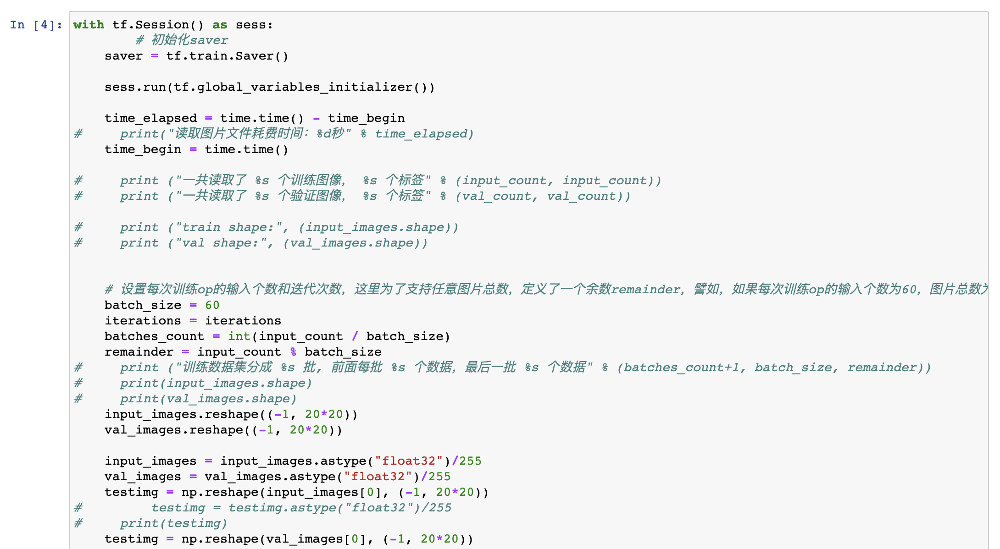 In [4]: with tf.Session() as sess:
        # 初始化saver
    saver = tf.train.Saver()

    sess.run(tf.global_variables_initializer())

    time_elapsed = time.time() - time_begin
#     print("读取图片文件耗费时间：%d秒" % time_elapsed)
    time_begin = time.time()

#     print ("一共读取了 %s 个训练图像， %s 个标签" % (input_count, input_count))
#     print ("一共读取了 %s 个验证图像， %s 个标签" % (val_count, val_count))

#     print ("train shape:", (input_images.shape))
#     print ("val shape:", (val_images.shape))


    # 设置每次训练op的输入个数和迭代次数，这里为了支持任意图片总数，定义了一个余数remainder，譬如，如果每次训练op的输入个数为60，图片总数为
    batch_size = 60
    iterations = iterations
    batches_count = int(input_count / batch_size)
    remainder = input_count % batch_size
#     print ("训练数据集分成 %s 批, 前面每批 %s 个数据，最后一批 %s 个数据" % (batches_count+1, batch_size, remainder))
#     print(input_images.shape)
#     print(val_images.shape)
    input_images.reshape((-1, 20*20))
    val_images.reshape((-1, 20*20))

    input_images = input_images.astype("float32")/255
    val_images = val_images.astype("float32")/255
    testimg = np.reshape(input_images[0], (-1, 20*20))
#         testimg = testimg.astype("float32")/255
#     print(testimg)
    testimg = np.reshape(val_images[0], (-1, 20*20))